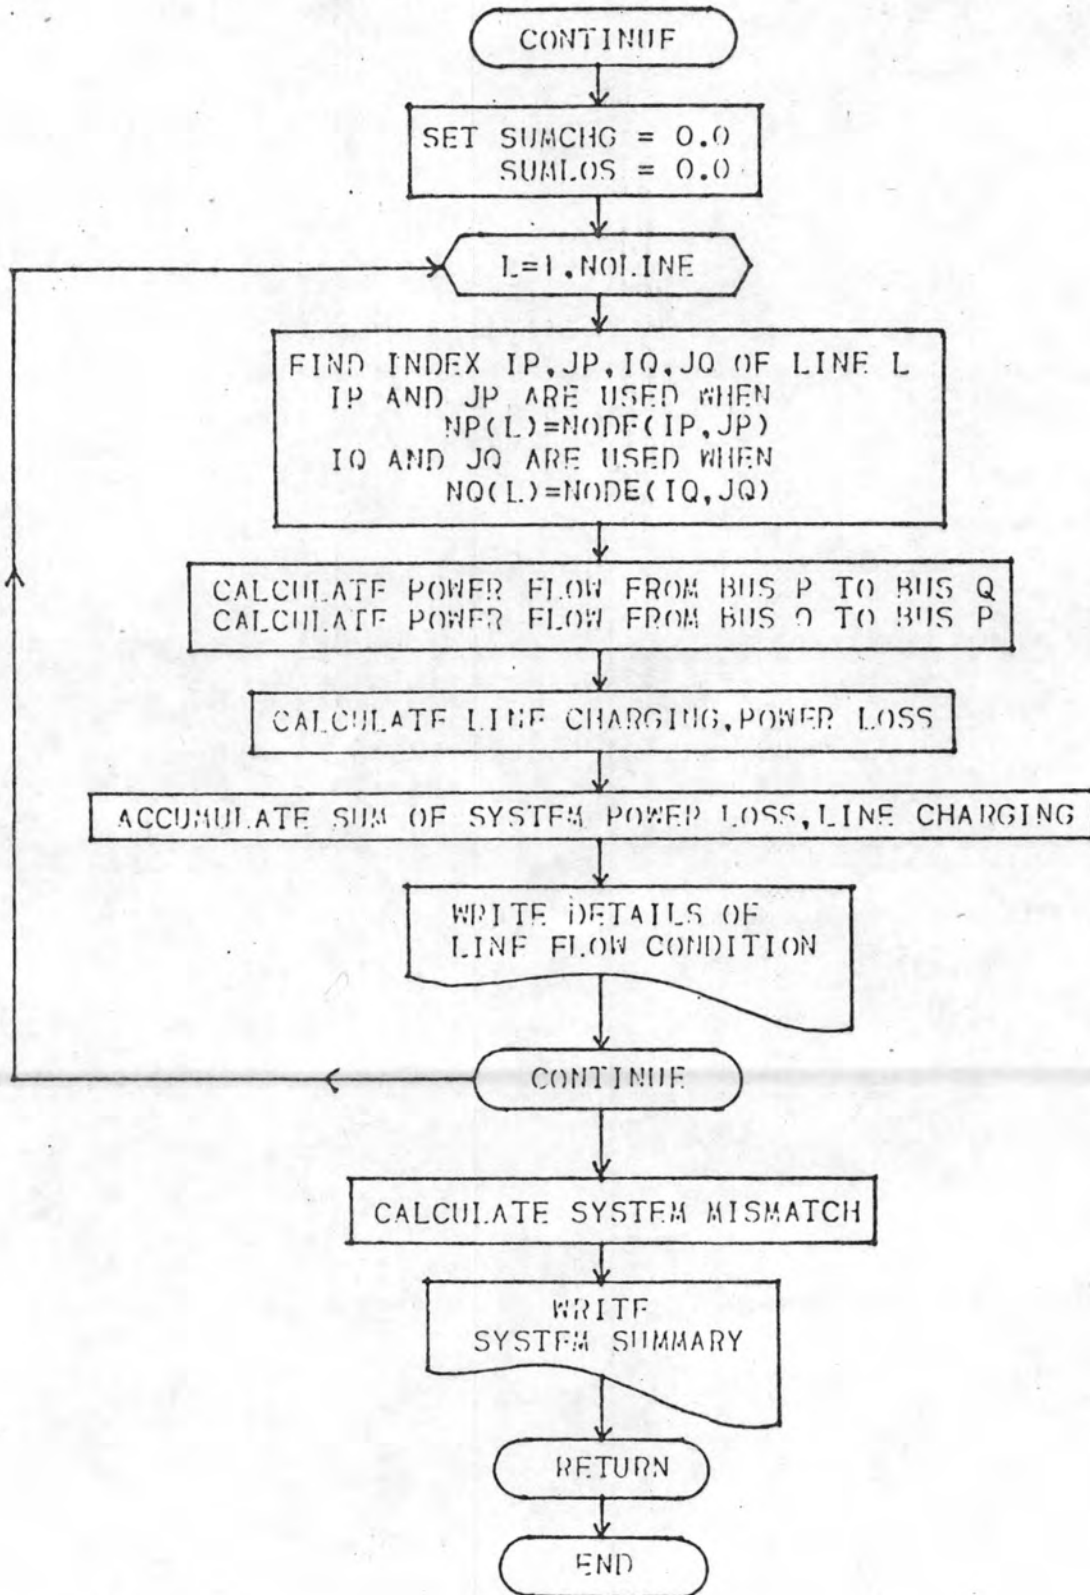 CONTINUE
SET SUMCHG = 0.0
SUMLOS = 0.0
L=1,NOLINE
FIND INDEX IP,JP,IQ,JQ OF LINE L
IP AND JP ARE USED WHEN
NP(L)=NODE(IP,JP)
IQ AND JQ ARE USED WHEN
NQ(L)=NODE(IQ,JQ)
CALCULATE POWER FLOW FROM BUS P TO BUS Q
CALCULATE POWER FLOW FROM BUS Q TO BUS P
CALCULATE LINE CHARGING,POWER LOSS
ACCUMULATE SUM OF SYSTEM POWER LOSS,LINE CHARGING
WRITE DETAILS OF
LINE FLOW CONDITION
CONTINUE
CALCULATE SYSTEM MISMATCH
WRITE
SYSTEM SUMMARY
RETURN
END